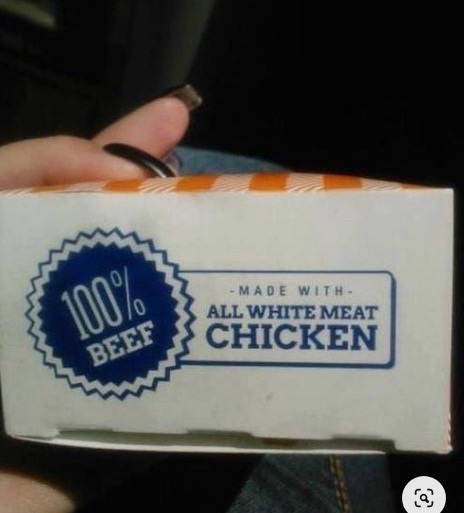 100%
BEEF
-MADE WITH-
ALL WHITE MEAT
CHICKEN